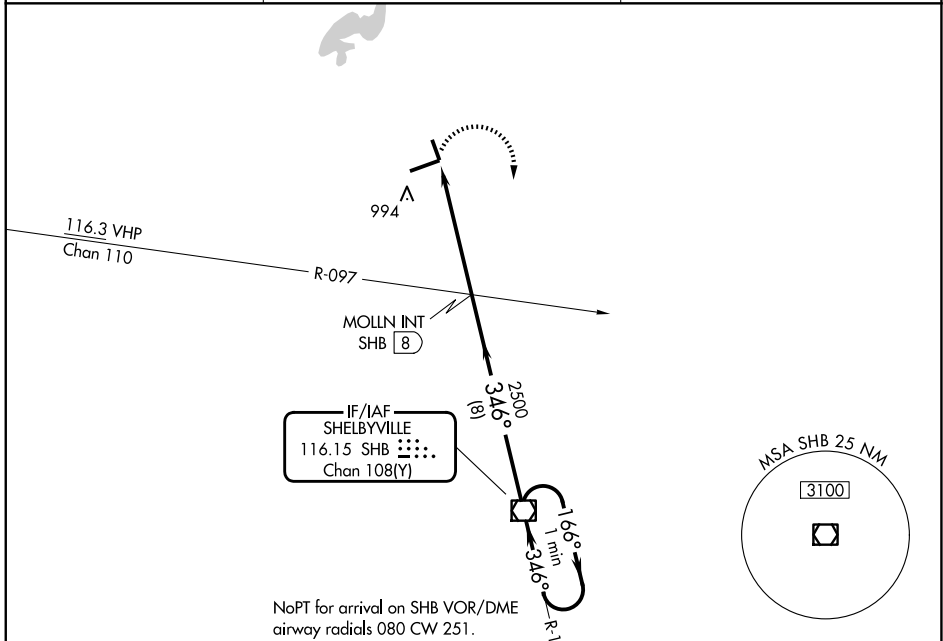 994
116.3 VHP
Chan 110
R-097
MOLLN INT
SHB 8
2500
346°
(8)
IF/IAF
SHELBYVILLE
116.15 SHB
Chan 108(Y)
MSA SHB 25 NM
3100
166°
1 min
346°
NoPT for arrival on SHB VOR/DME
airway radials 080 CW 251.